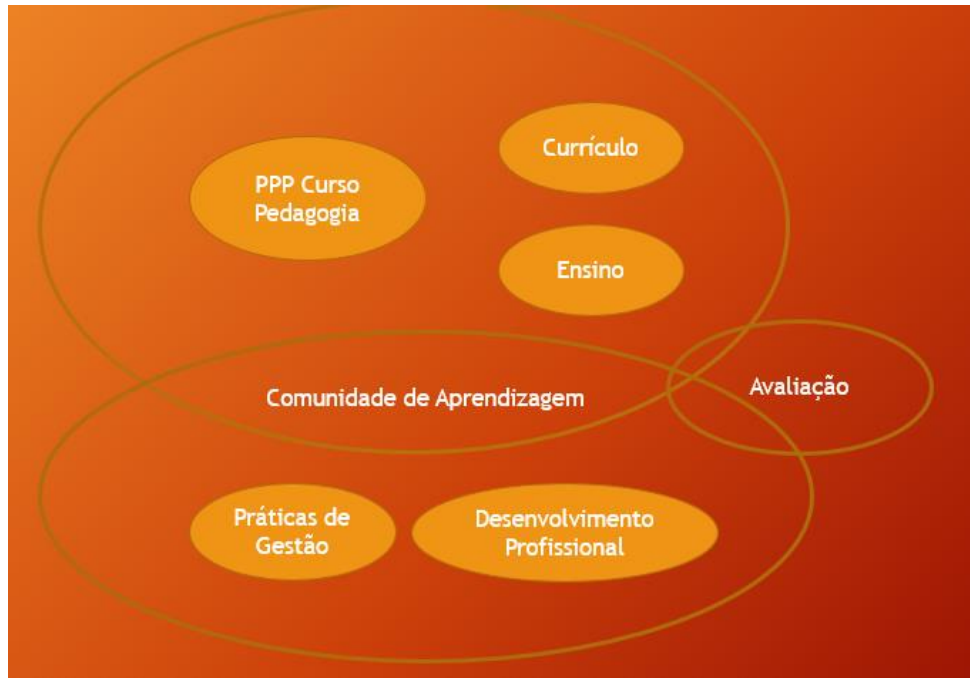 Currículo
PPP Curso
Pedagogia
Ensino
Comunidade de Aprendizagem
Avaliação
Práticas de
Gestão
Desenvolvimento
Profissional